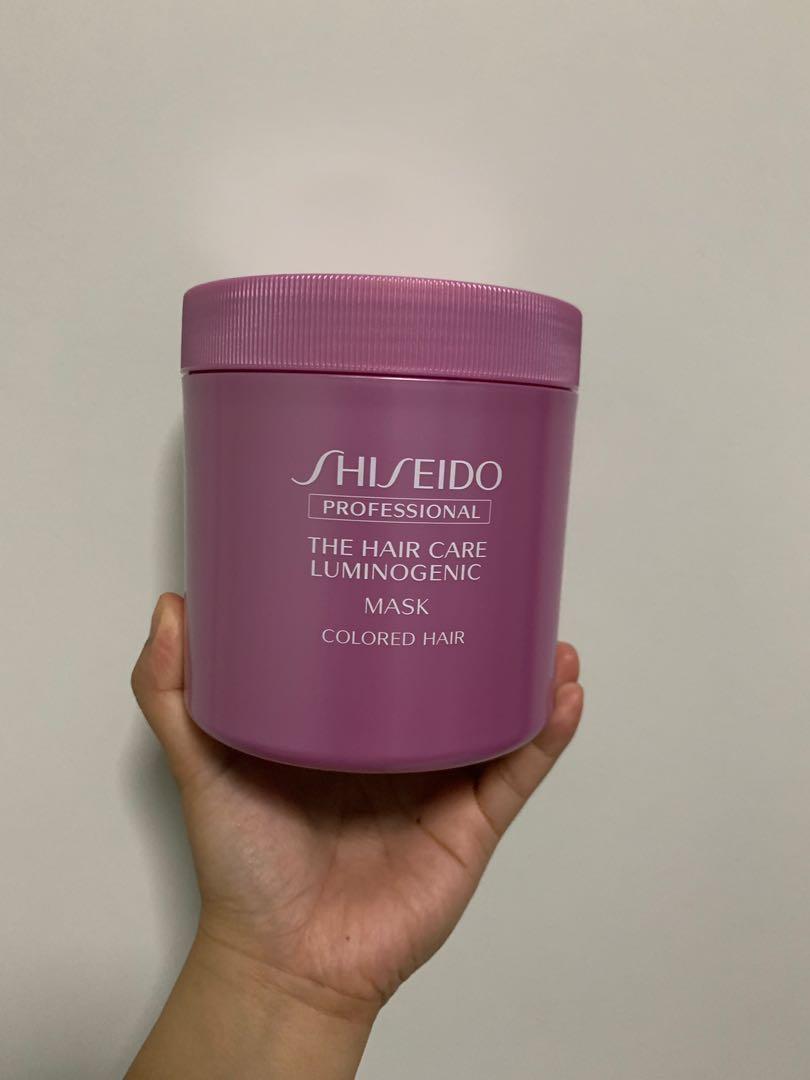 SHISEIDO
PROFESSIONAL
THE HAIR CARE
LUMINOGENIC
MASK
COLORED HAIR